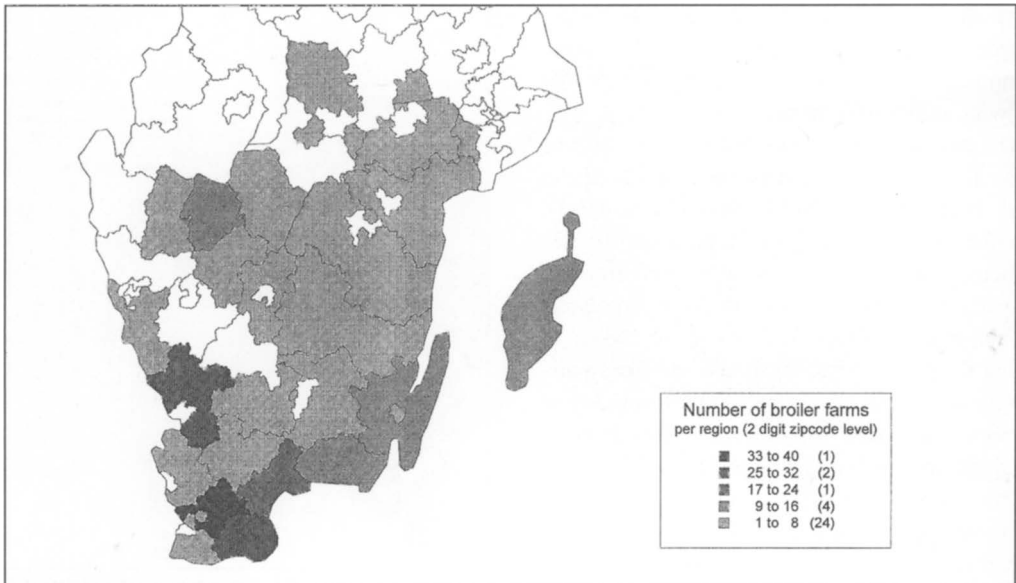 Number of broiler farms
per region (2 digit zipcode level)
33 to 40 (1)
25 to 32 (2)
17 to 24 (1)
9 to 16 (4)
1 to 8 (24)